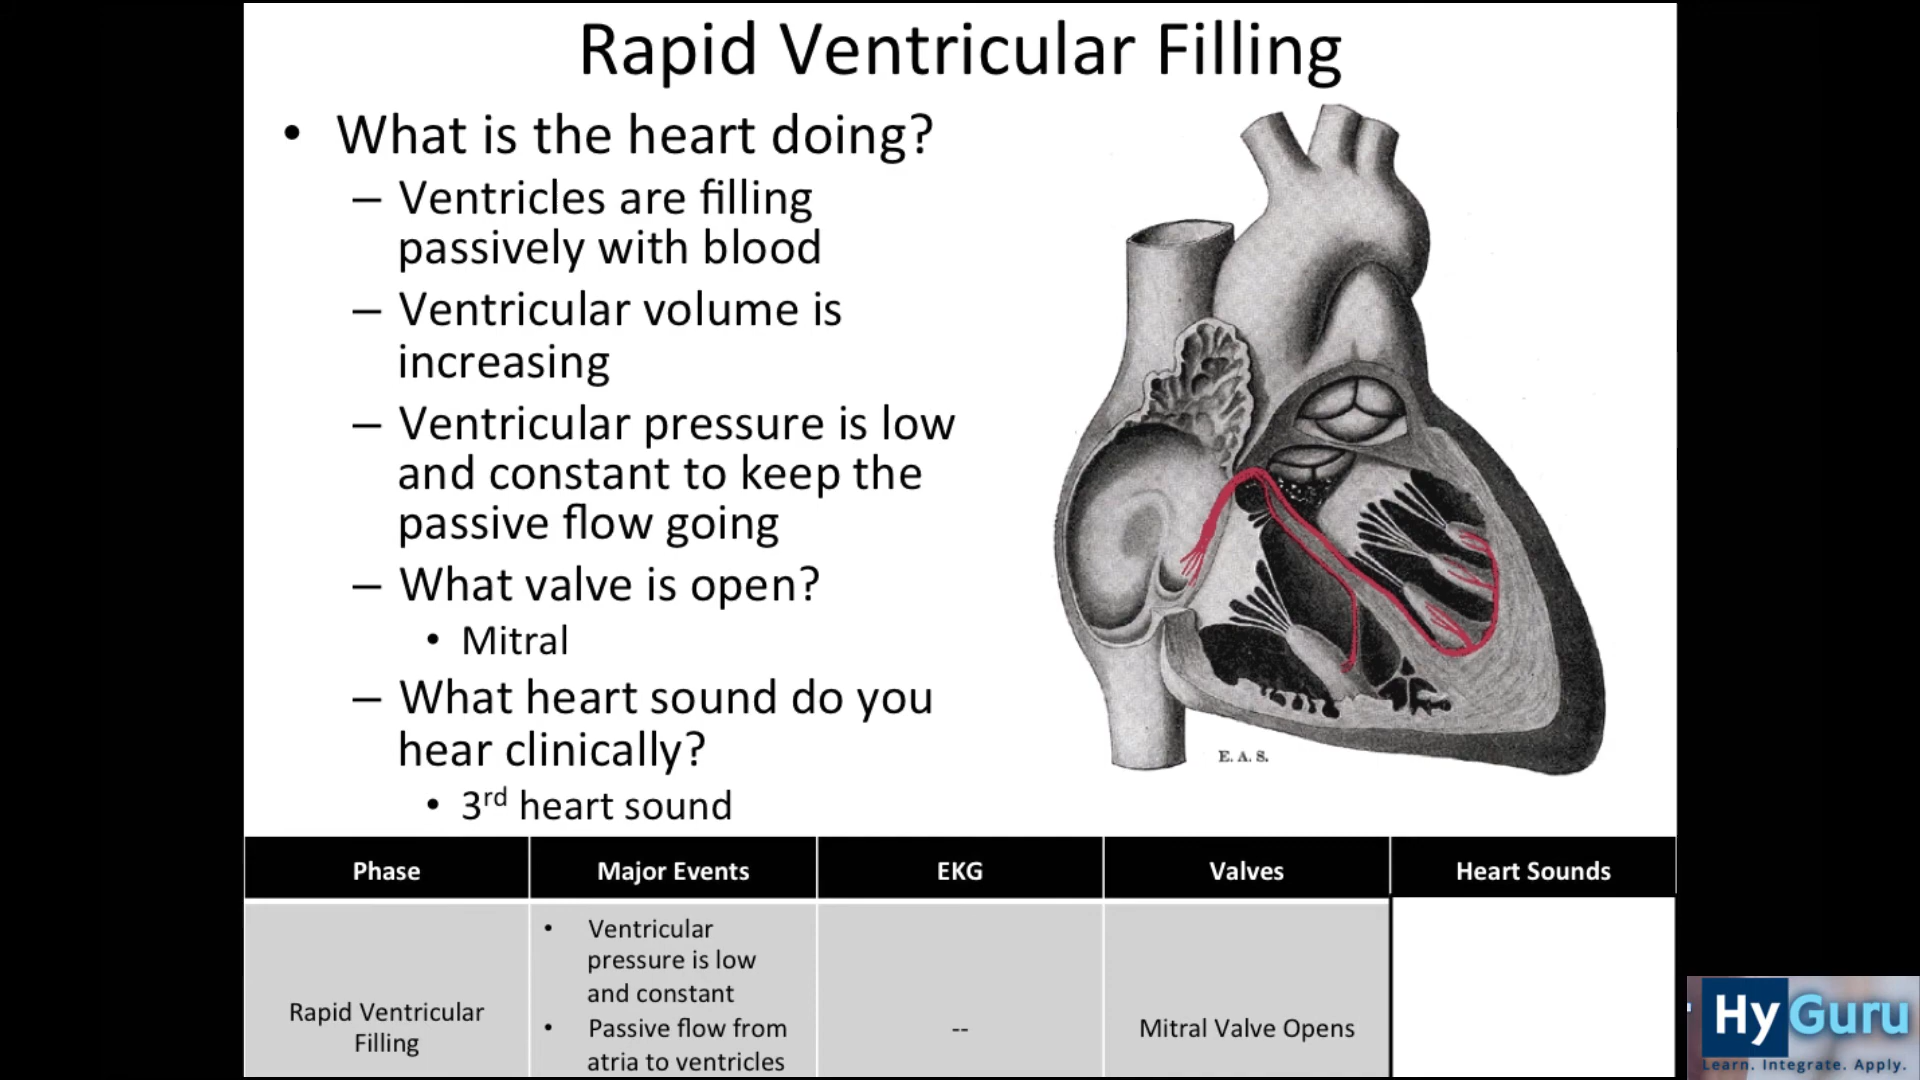 Rapid Ventricular Filling
• What is the heart doing?
– Ventricles are filling
passively with blood
– Ventricular volume is
increasing
– Ventricular pressure is low
and constant to keep the
passive flow going
– What valve is open?
• Mitral
– What heart sound do you
hear clinically?
• 3rd heart sound
E. A. S.
Phase Major Events EKG Valves Heart Sounds
Rapid Ventricular
Filling
• Ventricular
pressure is low
and constant
• Passive flow from
atria to ventricles
--
Mitral Valve Opens
HyGuru
Learn. Integrate. Apply.